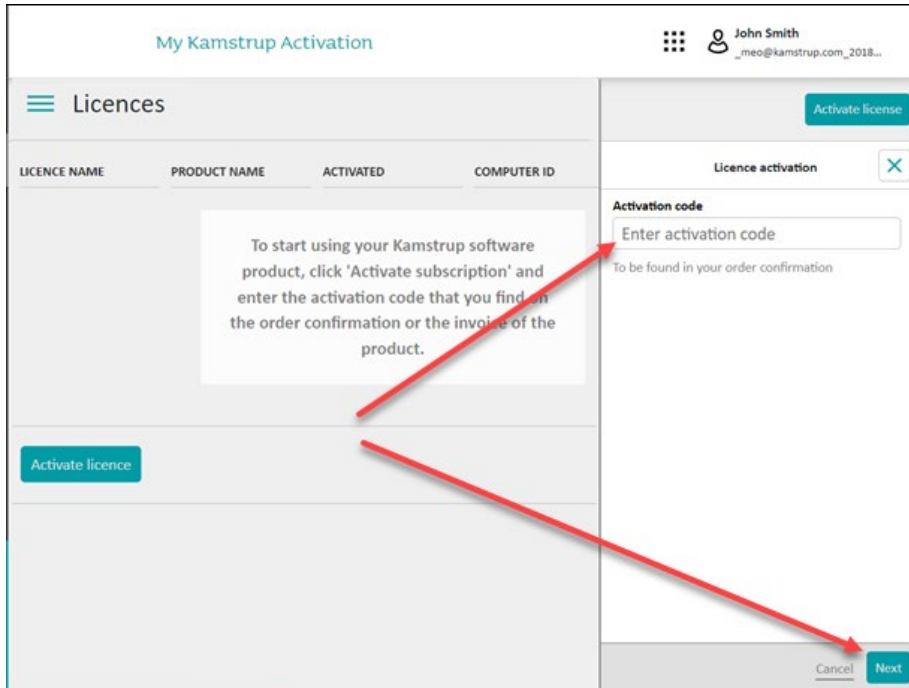 My Kamstrup Activation
John Smith
_meo@kamstrup.com_2018...
Licences
Activate license
LICENCE NAME PRODUCT NAME ACTIVATED COMPUTER ID
Licence activation
Activation code
Enter activation code
To be found in your order confirmation
To start using your Kamstrup software
product, click 'Activate subscription' and
enter the activation code that you find on
the order confirmation or the invoice of the
product.
Activate licence
Cancel Next